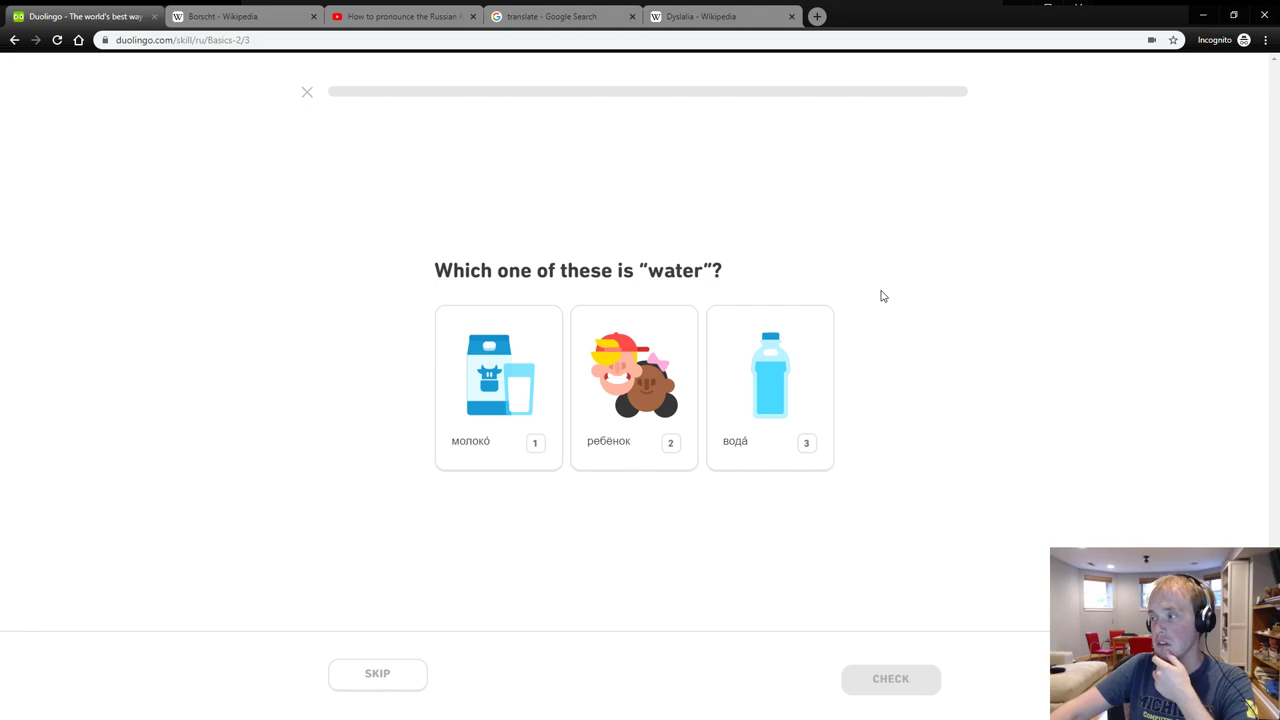 Duolingo - The world's best way
Borscht - Wikipedia
How to pronounce the Russian
translate - Google Search
Dyslalia - Wikipedia
duolingo.com/skill/ru/Basics-2/3
Incognito
Which one of these is "water"?
молоко́
1
ребёнок
2
вода́
3
SKIP
CHECK